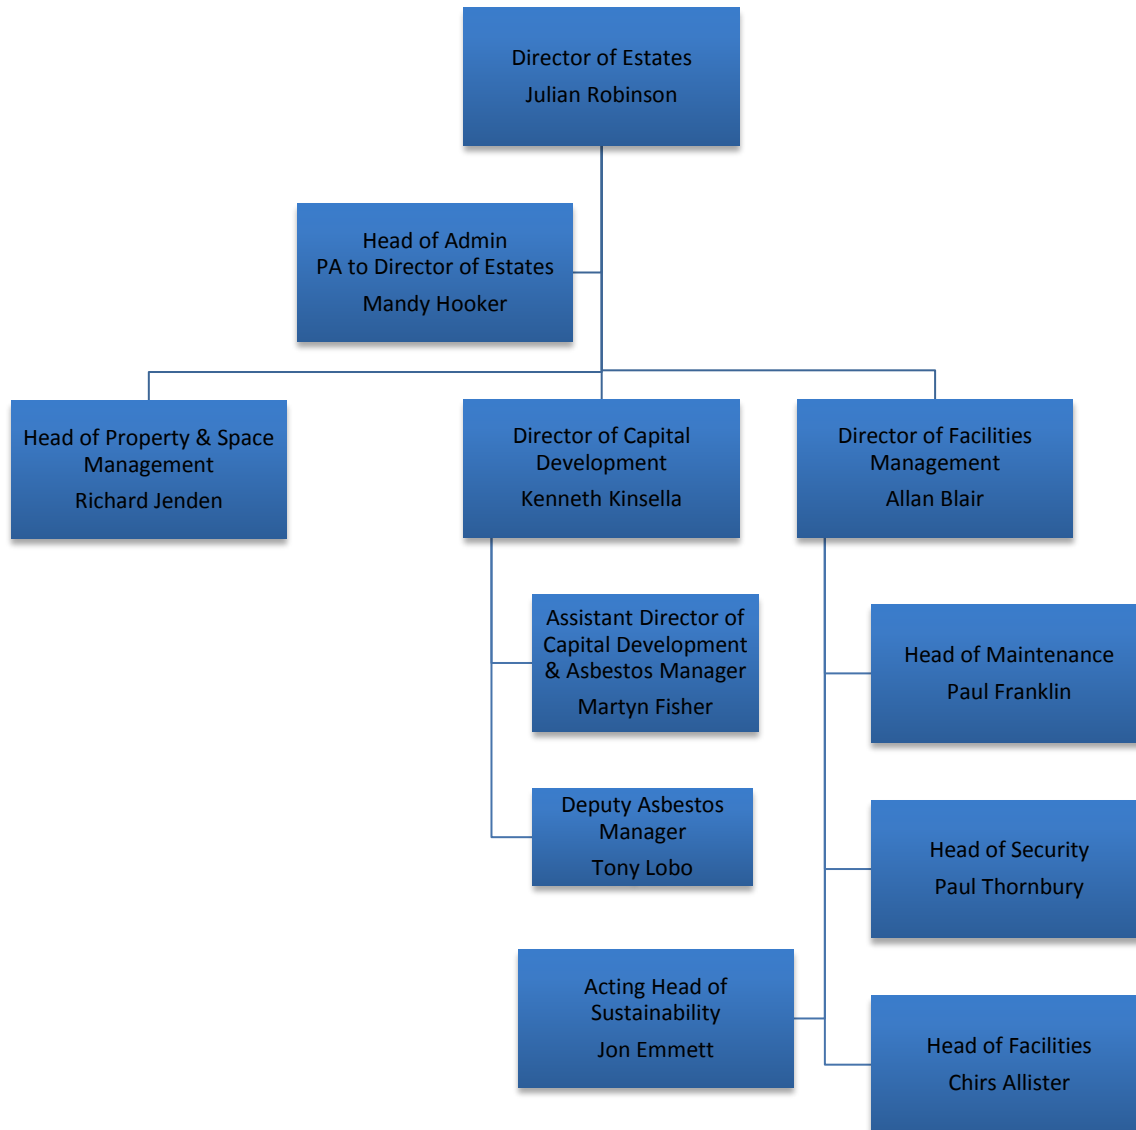 Director of Estates
Julian Robinson
Head of Admin
PA to Director of Estates
Mandy Hooker
Head of Property & Space
Management
Richard Jenden
Director of Capital
Development
Kenneth Kinsella
Director of Facilities
Management
Allan Blair
Assistant Director of
Capital Development
& Asbestos Manager
Martyn Fisher
Head of Maintenance
Paul Franklin
Deputy Asbestos
Manager
Tony Lobo
Head of Security
Paul Thornbury
Acting Head of
Sustainability
Jon Emmett
Head of Facilities
Chirs Allister